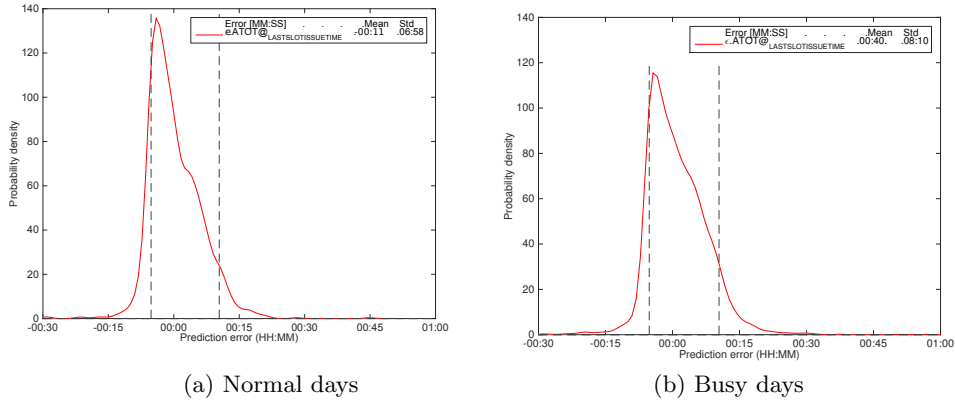 140
120
100
80
60
40
20
0
Probability density
Error [MM:SS] . . . .Mean Std
eATOT@LASTSLOTISSUETIME -00:11 .06:58
-00:30 -00:15 00:00 00:15 00:30 00:45 01:00
Prediction error (HH:MM)
(a) Normal days
140
120
100
80
60
40
20
0
Probability density
Error [MM:SS] . . . .Mean Std
ϵ.ATOT@LASTSLOTISSUETIME .00:40. .08:10
-00:30 -00:15 00:00 00:15 00:30 00:45 01:00
Prediction error (HH:MM)
(b) Busy days